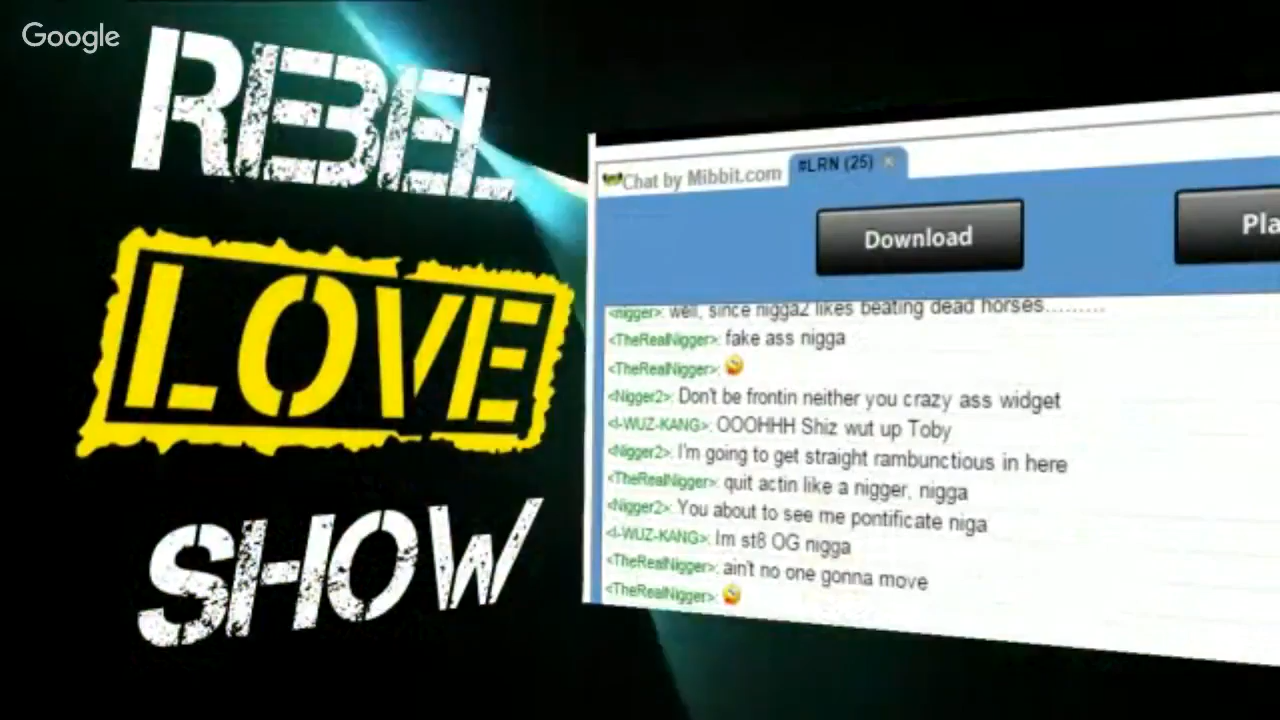 Google
REBEL
LOVE
SHOW
Chat by Mibbit.com
#LRN (25)
Download
Pla
<nigger>: well, since nigga2 likes beating dead horses.........
<TheRealNigger>: fake ass nigga
<TheRealNigger>:
<Nigger2>: Don't be frontin neither you crazy ass widget
<I-WUZ-KANG>: OOOHHH Shiz wut up Toby
<Nigger2>: I'm going to get straight rambunctious in here
<TheRealNigger>: quit actin like a nigger, nigga
<Nigger2>: You about to see me pontificate niga
<I-WUZ-KANG>: Im st8 OG nigga
<TheRealNigger>: ain't no one gonna move
<TheRealNigger>: